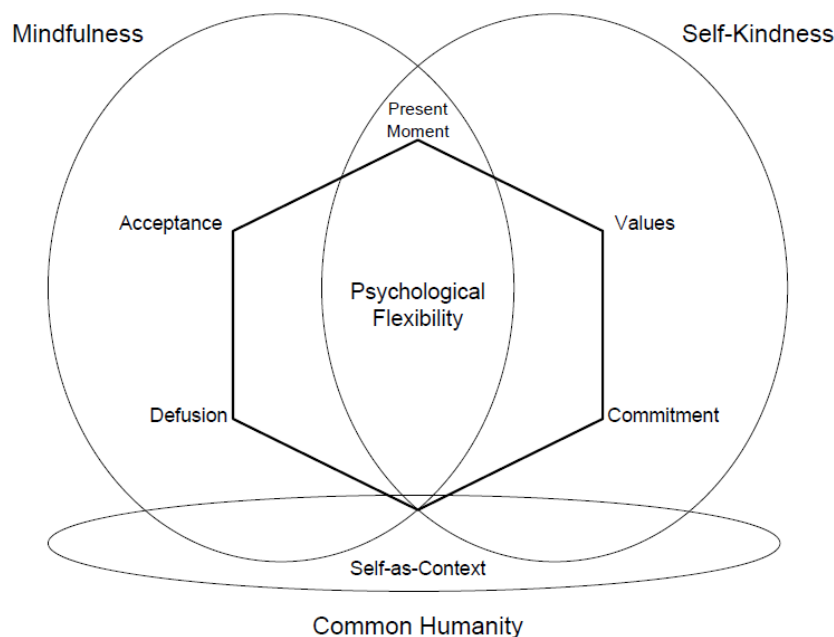 Mindfulness
Self-Kindness
Present
Moment
Acceptance
Values
Psychological
Flexibility
Defusion
Commitment
Self-as-Context
Common Humanity